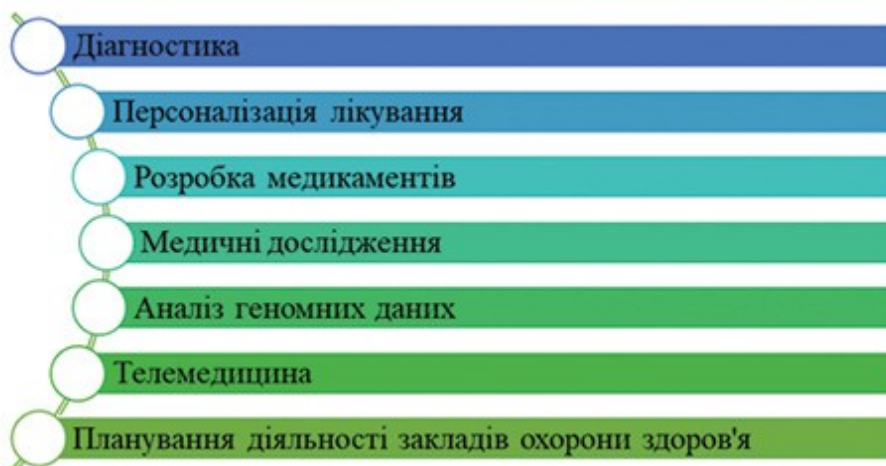 Діагностика
Персоналізація лікування
Розробка медикаментів
Медичні дослідження
Аналіз геномних даних
Телемедицина
Планування діяльності закладів охорони здоров'я